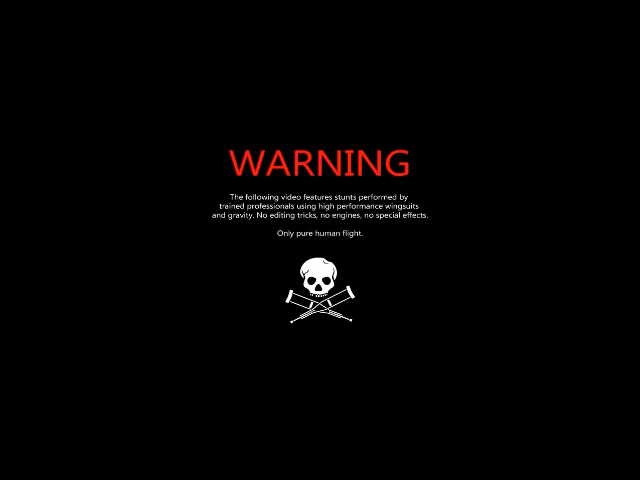 WARNING
The following video features stunts performed by
trained professionals using high performance wingsuits
and gravity. No editing tricks, no engines, no special effects.
Only pure human flight.